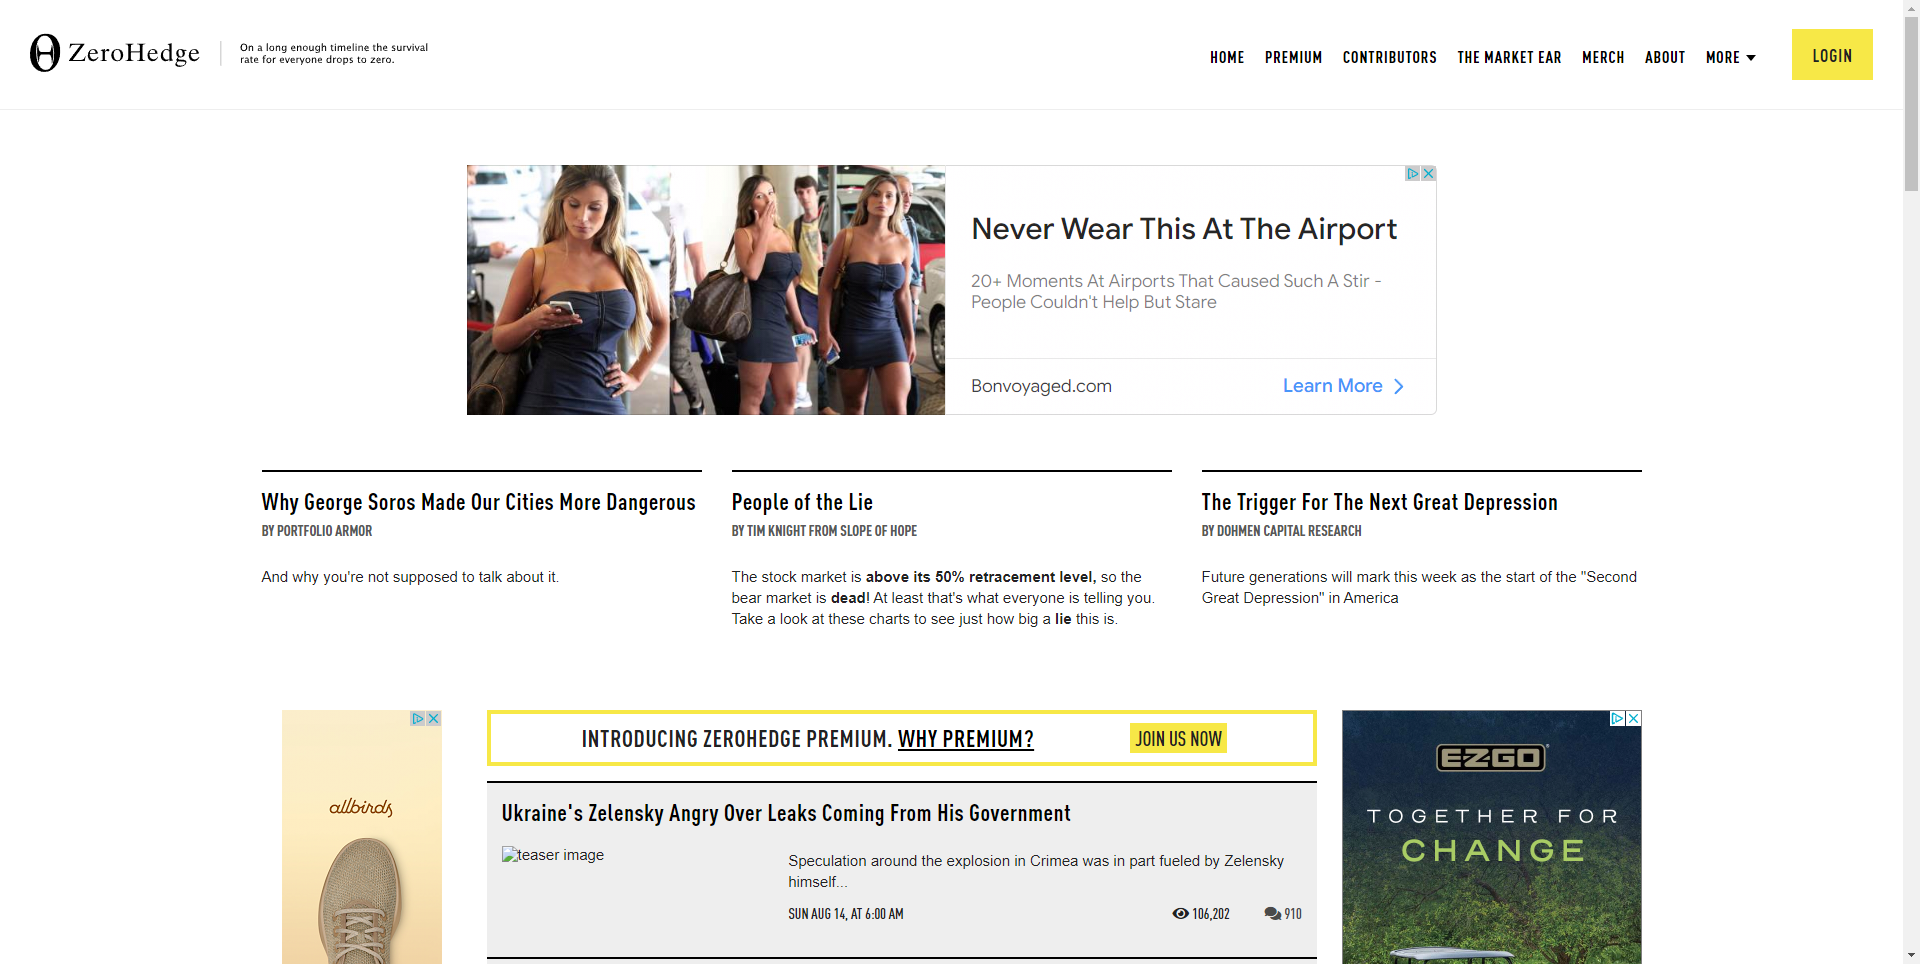 ZeroHedge
On a long enough timeline the survival
rate for everyone drops to zero.
HOME PREMIUM CONTRIBUTORS THE MARKET EAR MERCH ABOUT MORE
LOGIN
Never Wear This At The Airport
20+ Moments At Airports That Caused Such A Stir -
People Couldn't Help But Stare
Bonvoyaged.com
Learn More
Why George Soros Made Our Cities More Dangerous
BY PORTFOLIO ARMOR
And why you're not supposed to talk about it.
People of the Lie
BY TIM KNIGHT FROM SLOPE OF HOPE
The stock market is above its 50% retracement level, so the
bear market is dead! At least that's what everyone is telling you.
Take a look at these charts to see just how big a lie this is.
The Trigger For The Next Great Depression
BY DOHMEN CAPITAL RESEARCH
Future generations will mark this week as the start of the "Second
Great Depression" in America
allbirds
INTRODUCING ZEROHEDGE PREMIUM. WHY PREMIUM?
JOIN US NOW
Ukraine's Zelensky Angry Over Leaks Coming From His Government
teaser image
Speculation around the explosion in Crimea was in part fueled by Zelensky
himself...
SUN AUG 14, AT 6:00 AM
106,202
910
E-Z-GO
TOGETHER FOR
CHANGE